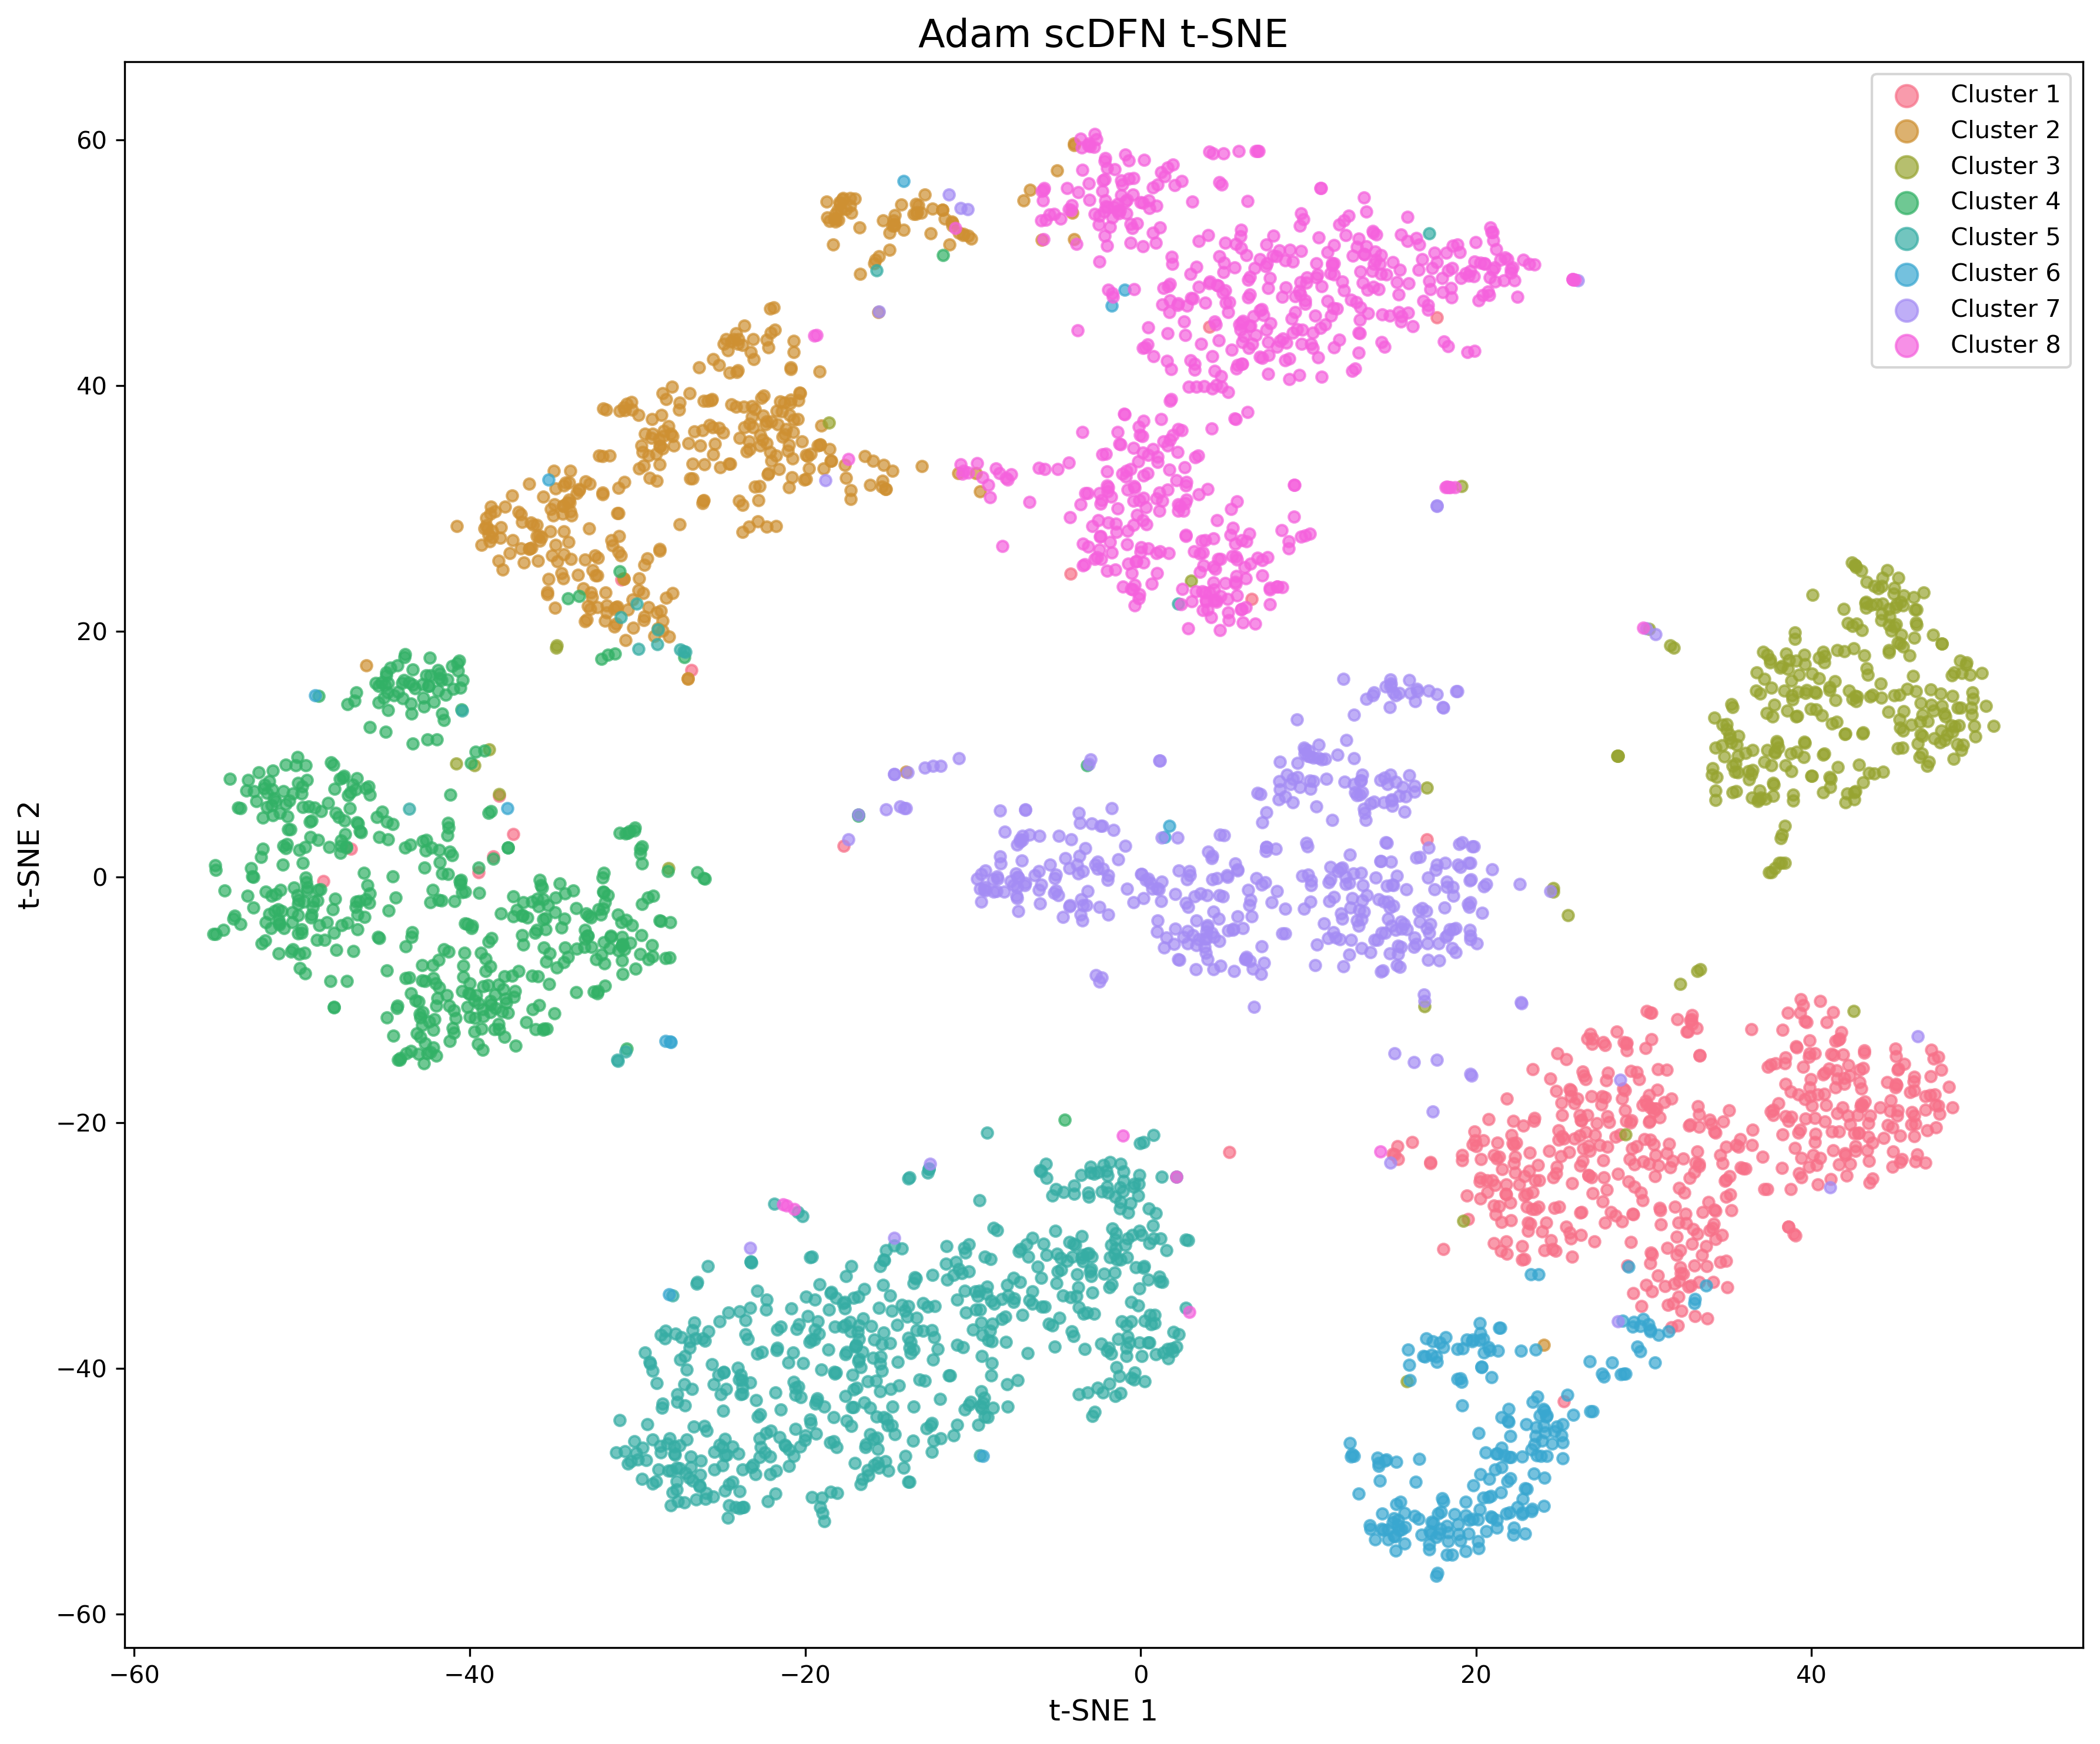 Adam scDFN t-SNE
Cluster 1
Cluster 2
Cluster 3
Cluster 4
Cluster 5
Cluster 6
Cluster 7
Cluster 8
60
40
20
0
−20
−40
−60
t-SNE 2
−60 −40 −20 0 20 40
t-SNE 1